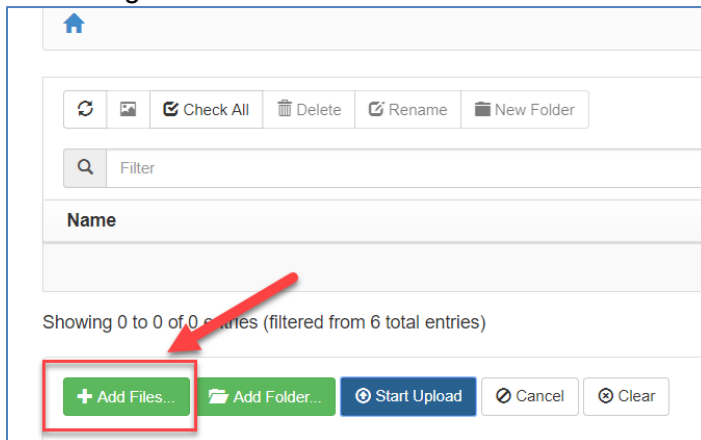 Check All Delete Rename New Folder
Filter
Name
Showing 0 to 0 of 0 entries (filtered from 6 total entries)
Add Files... Add Folder... Start Upload Cancel Clear